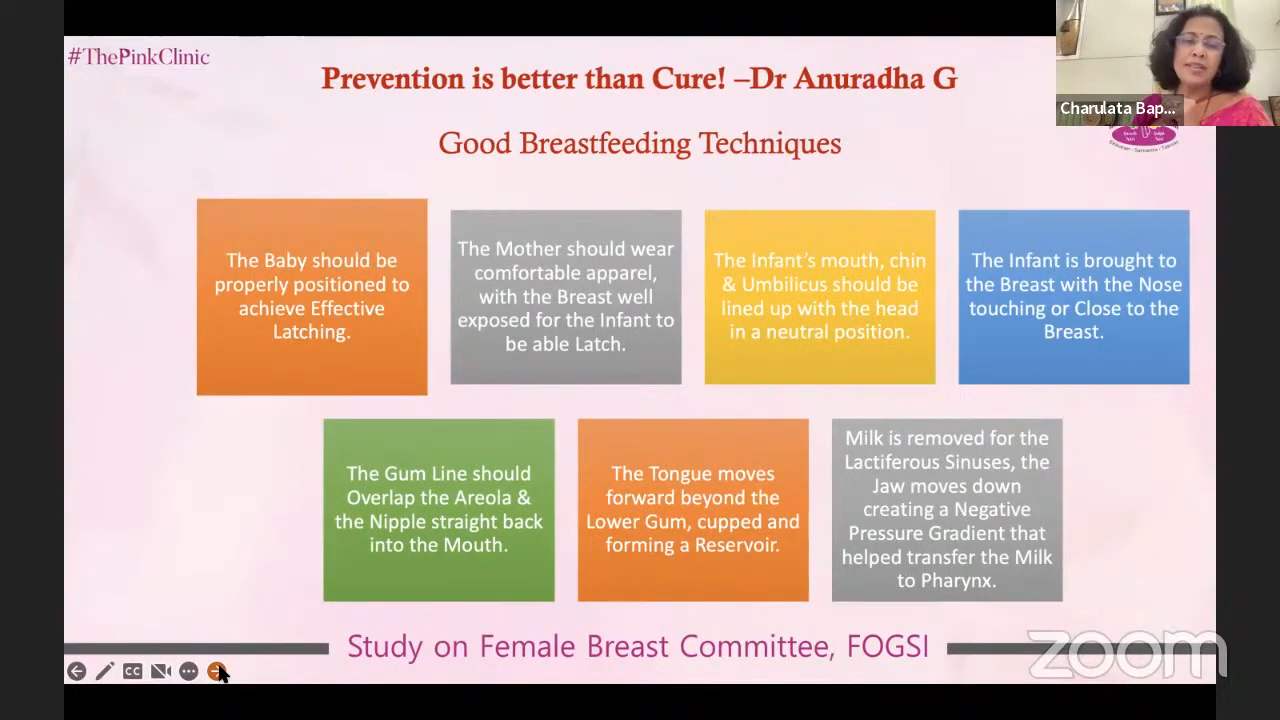 #ThePinkClinic
Prevention is better than Cure! –Dr Anuradha G
Charulata Bap...
Good Breastfeeding Techniques
The Baby should be
properly positioned to
achieve Effective
Latching.
The Mother should wear
comfortable apparel,
with the Breast well
exposed for the Infant to
be able Latch.
The Infant's mouth, chin
& Umbilicus should be
lined up with the head
in a neutral position.
The Infant is brought to
the Breast with the Nose
touching or Close to the
Breast.
The Gum Line should
Overlap the Areola &
the Nipple straight back
into the Mouth.
The Tongue moves
forward beyond the
Lower Gum, cupped and
forming a Reservoir.
Milk is removed for the
Lactiferous Sinuses, the
Jaw moves down
creating a Negative
Pressure Gradient that
helped transfer the Milk
to Pharynx.
Study on Female Breast Committee, FOGSI
CC
zoom